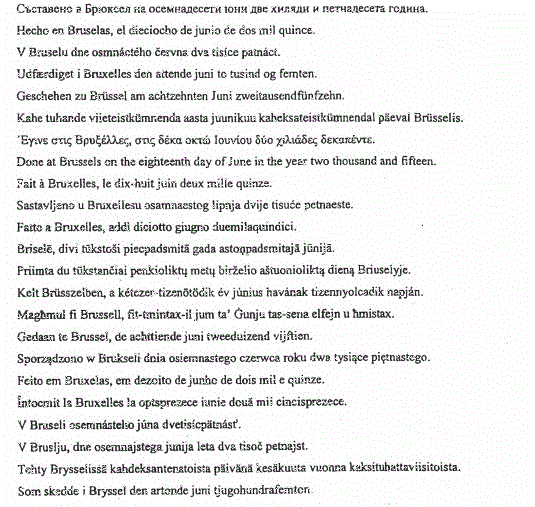 Съставено в Брюксел на осемнадесети юни две хиляди и петнадесета година.
Hecho en Bruselas, el dieciocho de junio de dos mil quince.
V Bruselu dne osmnáctého června dva tisíce patnáct.
Udfærdiget i Bruxelles den attende juni to tusind og femten.
Geschehen zu Brüssel am achtzehnten Juni zweitausendfünfzehn.
Kahe tuhande viieteistkümnenda aasta juunikuu kaheksateistkümnendal päeval Brüsselis.
Έγινε στις Βρυξέλλες, στις δέκα οκτώ Ιουνίου δύο χιλιάδες δεκαπέντε.
Done at Brussels on the eighteenth day of June in the year two thousand and fifteen.
Fait à Bruxelles, le dix-huit juin deux mille quinze.
Sastavljeno u Bruxellesu osamnaestog lipnja dvije tisuće petnaeste.
Fatto a Bruxelles, addì diciotto giugno duemilaquindici.
Briselē, divi tūkstoši piecpadsmitā gada astoņpadsmitajā jūnijā.
Priimta du tūkstančiai penkioliktų metų birželio aštuonioliktą dieną Briuselyje.
Kelt Brüsszelben, a kétezer-tizenötödik év június havának tizennyolcadik napján.
Magħmul fi Brussell, fit-tmintax-il jum ta' Ġunju tas-sena elfejn u ħmistax.
Gedaan te Brussel, de achttiende juni tweeduizend vijftien.
Sporządzono w Brukseli dnia osiemnastego czerwca roku dwa tysiące piętnastego.
Feito em Bruxelas, em dezoito de junho de dois mil e quinze.
Întocmit la Bruxelles la optsprezece iunie două mii cincisprezece.
V Bruseli osemnásteho júna dvetisícpätnásť.
V Bruslju, dne osemnajstega junija leta dva tisoč petnajst.
Tehty Brysselissä kahdeksantenatoista päivänä kesäkuuta vuonna kaksituhattaviisitoista.
Som skedde i Bryssel den artonde juni tjugohundrafemton.